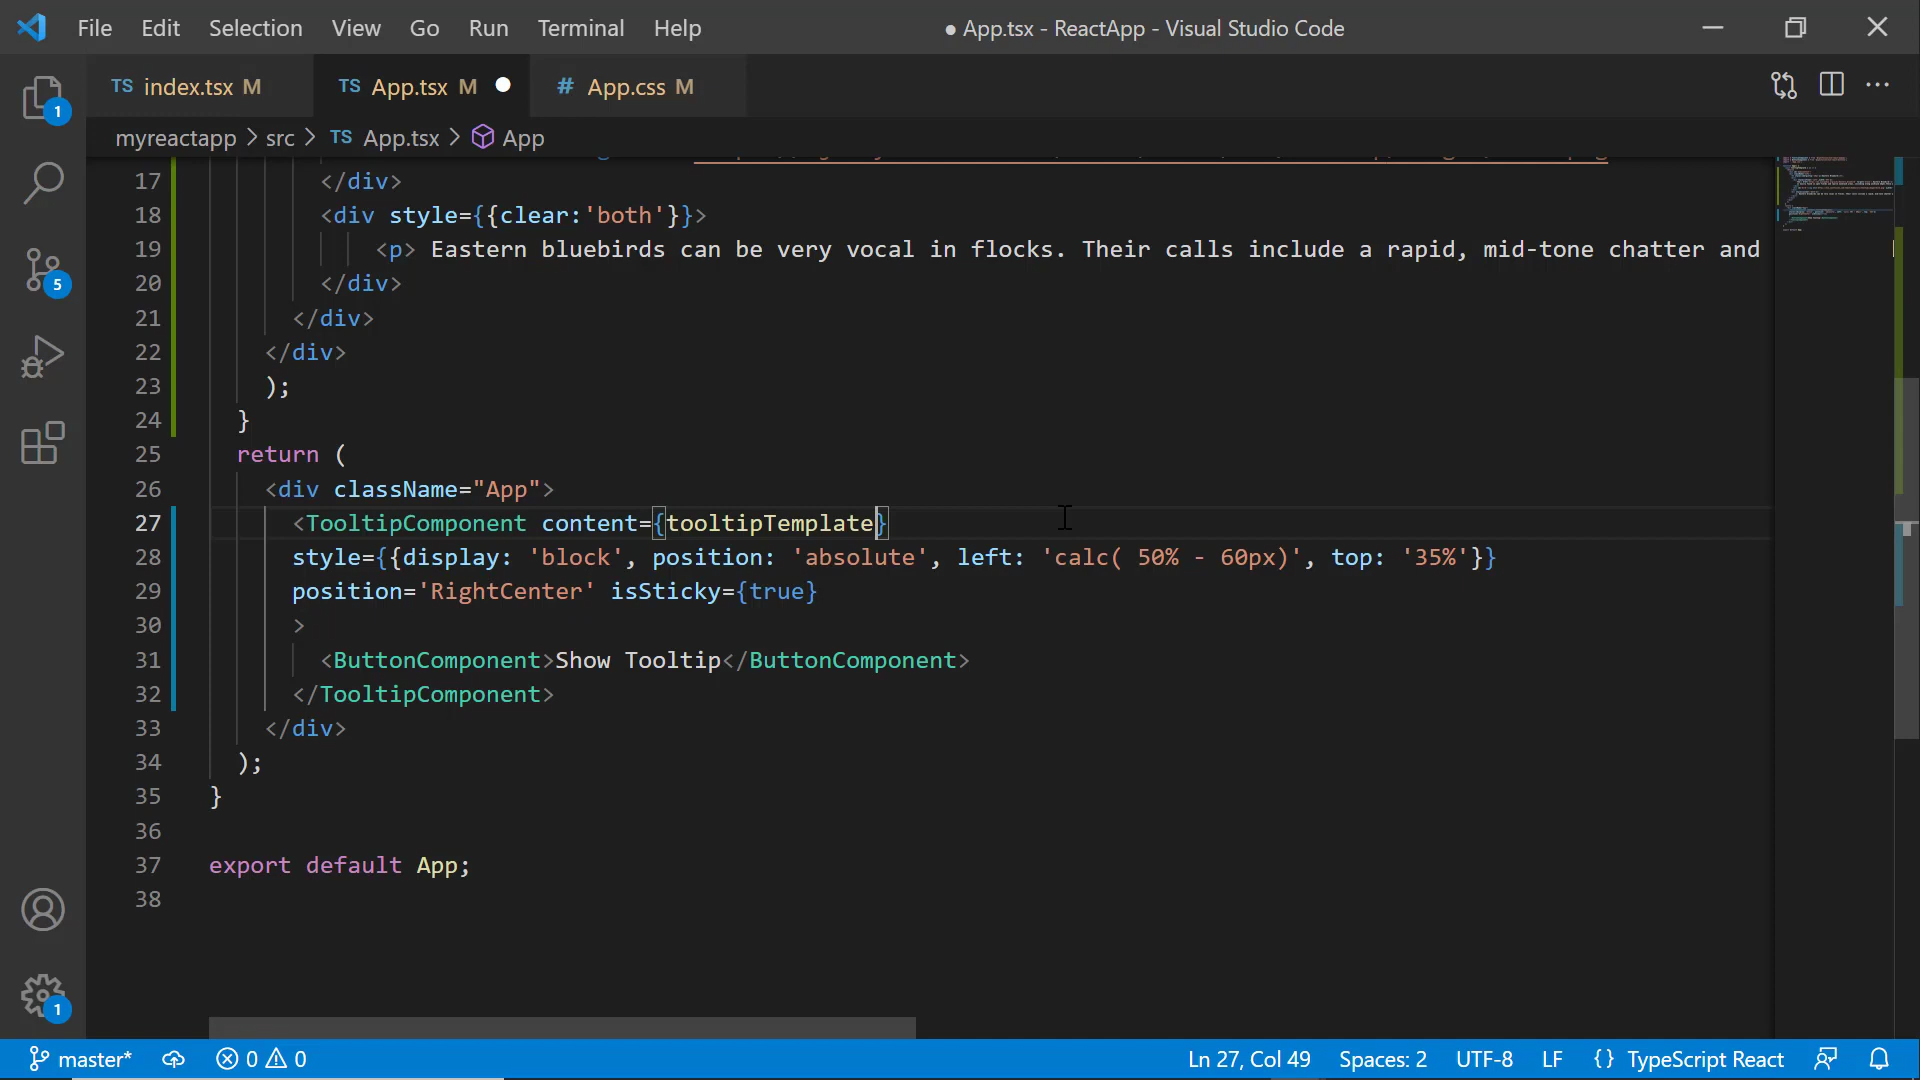 File Edit Selection View Go Run Terminal Help ● App.tsx - ReactApp - Visual Studio Code
TS index.tsx M TS App.tsx M # App.css M
myreactapp > src > TS App.tsx > App
17 </div>
18 <div style={{clear:'both'}}>
19 <p> Eastern bluebirds can be very vocal in flocks. Their calls include a rapid, mid-tone chatter and
20 </div>
21 </div>
22 </div>
23 );
24 }
25 return (
26 <div className="App">
27 <TooltipComponent content={tooltipTemplate}
28 style={{display: 'block', position: 'absolute', left: 'calc( 50% - 60px)', top: '35%'}}
29 position='RightCenter' isSticky={true}
30 >
31 <ButtonComponent>Show Tooltip</ButtonComponent>
32 </TooltipComponent>
33 </div>
34 );
35 }
36
37 export default App;
38
1
5
1
master* 0 0 Ln 27, Col 49 Spaces: 2 UTF-8 LF {} TypeScript React